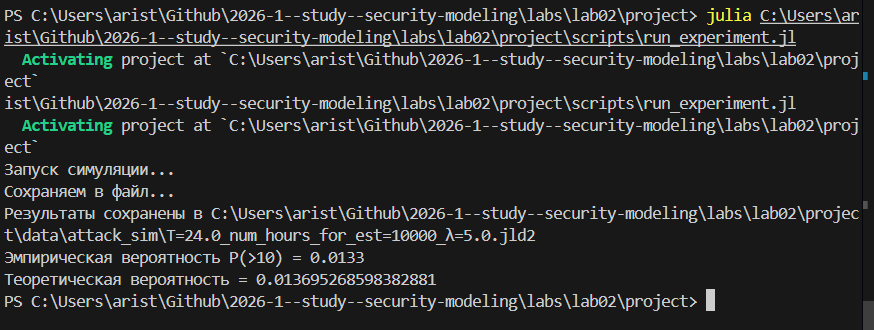 PS C:\Users\arist\Github\2026-1--study--security-modeling\labs\lab02\project> julia C:\Users\ar
ist\Github\2026-1--study--security-modeling\labs\lab02\project\scripts\run_experiment.jl
  Activating project at `C:\Users\arist\Github\2026-1--study--security-modeling\labs\lab02\proj
ect`
ist\Github\2026-1--study--security-modeling\labs\lab02\project\scripts\run_experiment.jl
  Activating project at `C:\Users\arist\Github\2026-1--study--security-modeling\labs\lab02\proj
ect`
Запуск симуляции...
Сохраняем в файл...
Результаты сохранены в C:\Users\arist\Github\2026-1--study--security-modeling\labs\lab02\projec
t\data\attack_sim\T=24.0_num_hours_for_est=10000_λ=5.0.jld2
Эмпирическая вероятность P(>10) = 0.0133
Теоретическая вероятность = 0.013695268598382881
PS C:\Users\arist\Github\2026-1--study--security-modeling\labs\lab02\project>